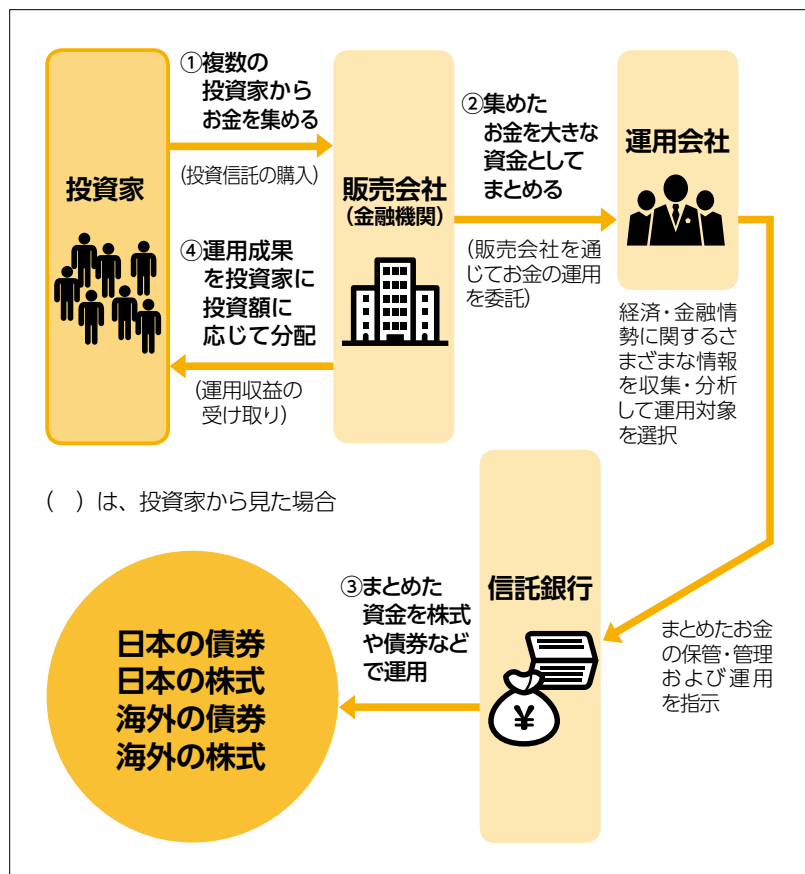 ①複数の
投資家から
お金を集める
(投資信託の購入)
投資家
④運用成果
を投資家に
投資額に
応じて分配
(運用収益の
受け取り)
販売会社
(金融機関)
②集めた
お金を大きな
資金として
まとめる
(販売会社を通
じてお金の運用
を委託)
運用会社
経済・金融情
勢に関するさ
まざまな情報
を収集・分析
して運用対象
を選択
(　)は、投資家から見た場合
信託銀行
¥
まとめたお金
の保管・管理
および運用
を指示
③まとめた
資金を株式
や債券など
で運用
日本の債券
日本の株式
海外の債券
海外の株式